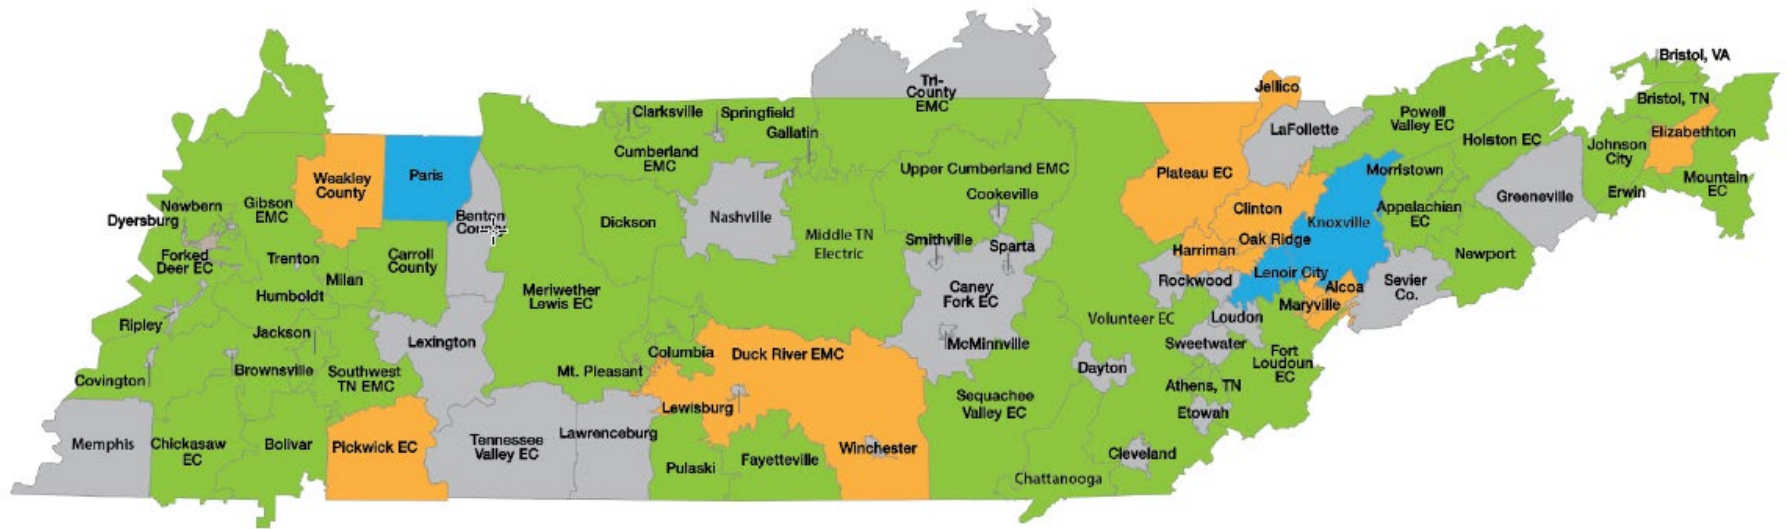 Bristol, VA
Tri-
County
EMC
Jellico
Bristol, TN
Clarksville
Springfield
Gallatin
LaFollette
Powell
Valley EC
Holston EC
Elizabethton
Johnson
City
Cumberland
EMC
Upper Cumberland EMC
Plateau EC
Morristown
Mountain
EC
Weakley
County
Paris
Cookeville
Erwin
Greeneville
Newbern
Gibson
EMC
Dyersburg
Benton
County
Dickson
Nashville
Clinton
Knoxville
Appalachian
EC
Middle TN
Electric
Smithville
Sparta
Oak Ridge
Harriman
Newport
Forked
Deer EC
Trenton
Carroll
County
Milan
Humboldt
Meriwether
Lewis EC
Caney
Fork EC
Rockwood
Lenoir City
Alcoa
Sevier
Co.
Maryville
Ripley
Jackson
Lexington
Volunteer EC
Loudon
McMinnville
Sweetwater
Columbia
Duck River EMC
Fort
Loudoun
EC
Covington
Brownsville
Southwest
TN EMC
Mt. Pleasant
Dayton
Athens, TN
Lewisburg
Sequachee
Valley EC
Etowah
Memphis
Chickasaw
EC
Bolivar
Pickwick EC
Tennessee
Valley EC
Lawrenceburg
Winchester
Cleveland
Pulaski
Fayetteville
Chattanooga